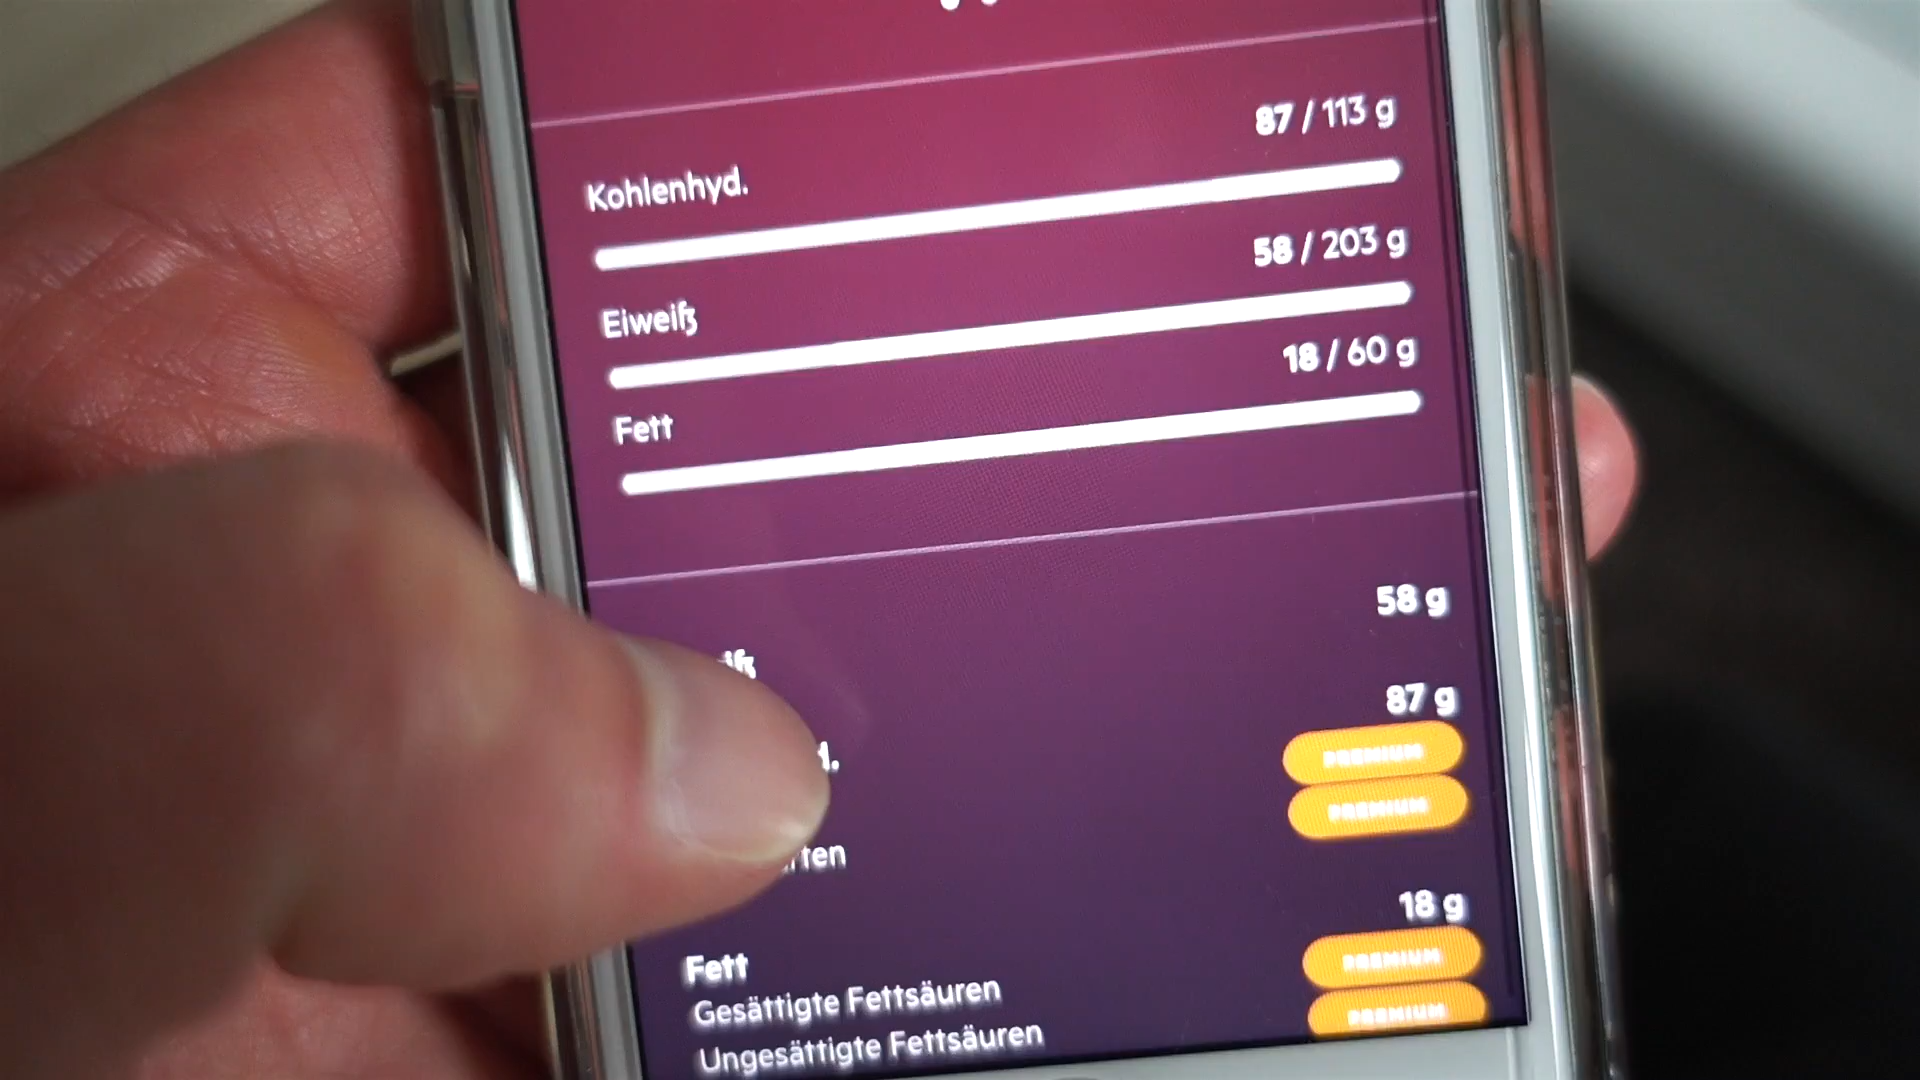 87 / 113 g
Kohlenhyd.
58 / 203 g
Eiweiß
18 / 60 g
Fett
58 g
87 g
PREMIUM
PREMIUM
18 g
Fett
PREMIUM
Gesättigte Fettsäuren
PREMIUM
Ungesättigte Fettsäuren